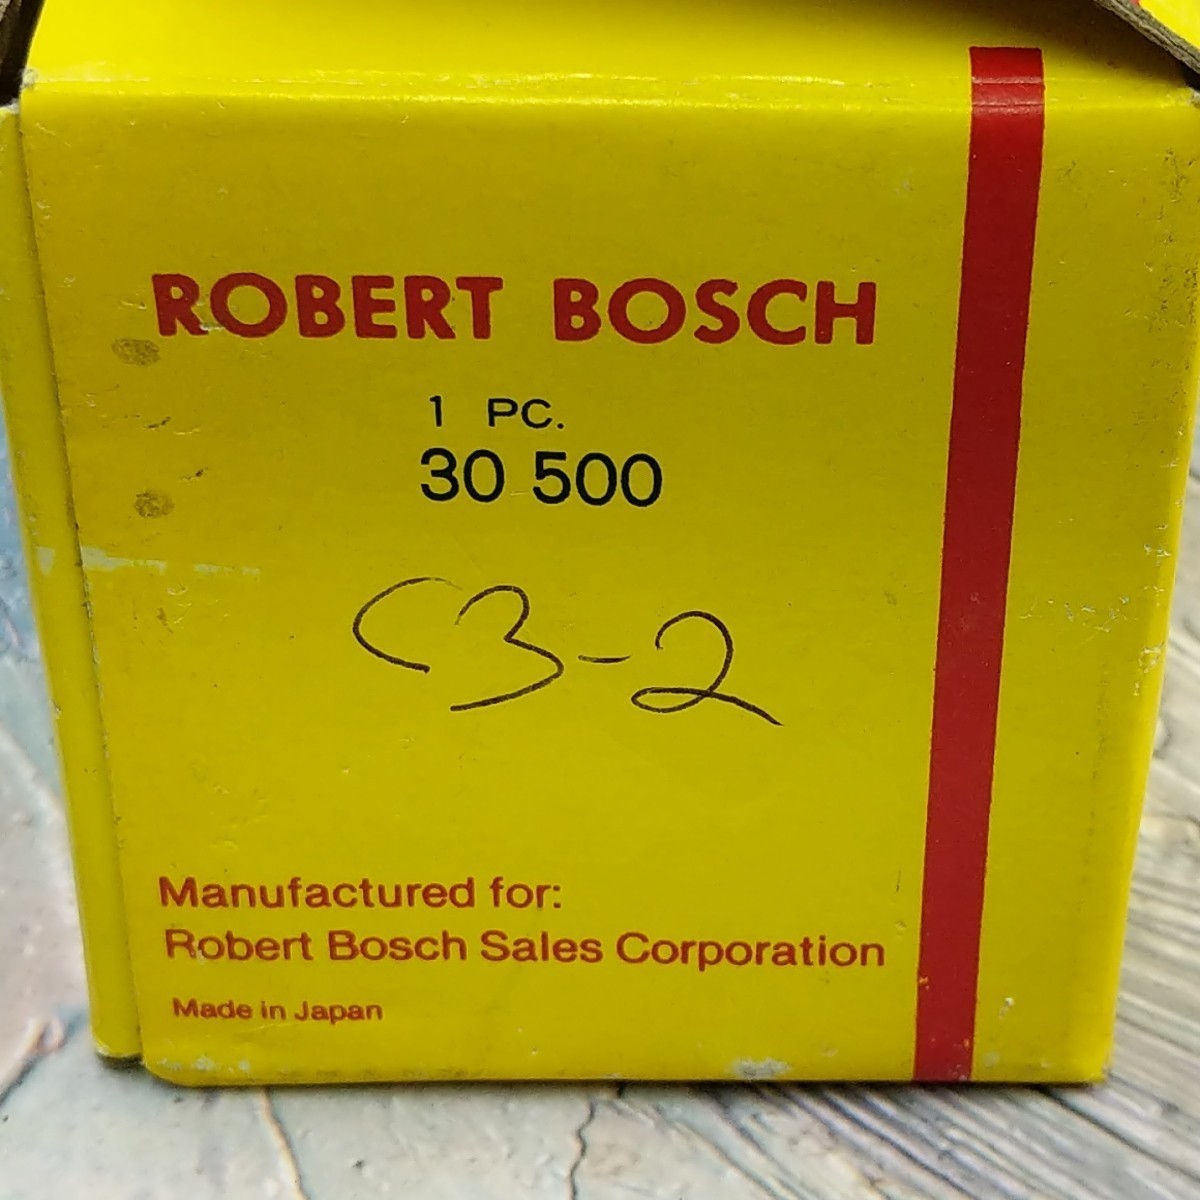 ROBERT BOSCH
1 PC.
30 500
C3-2
Manufactured for:
Robert Bosch Sales Corporation
Made in Japan